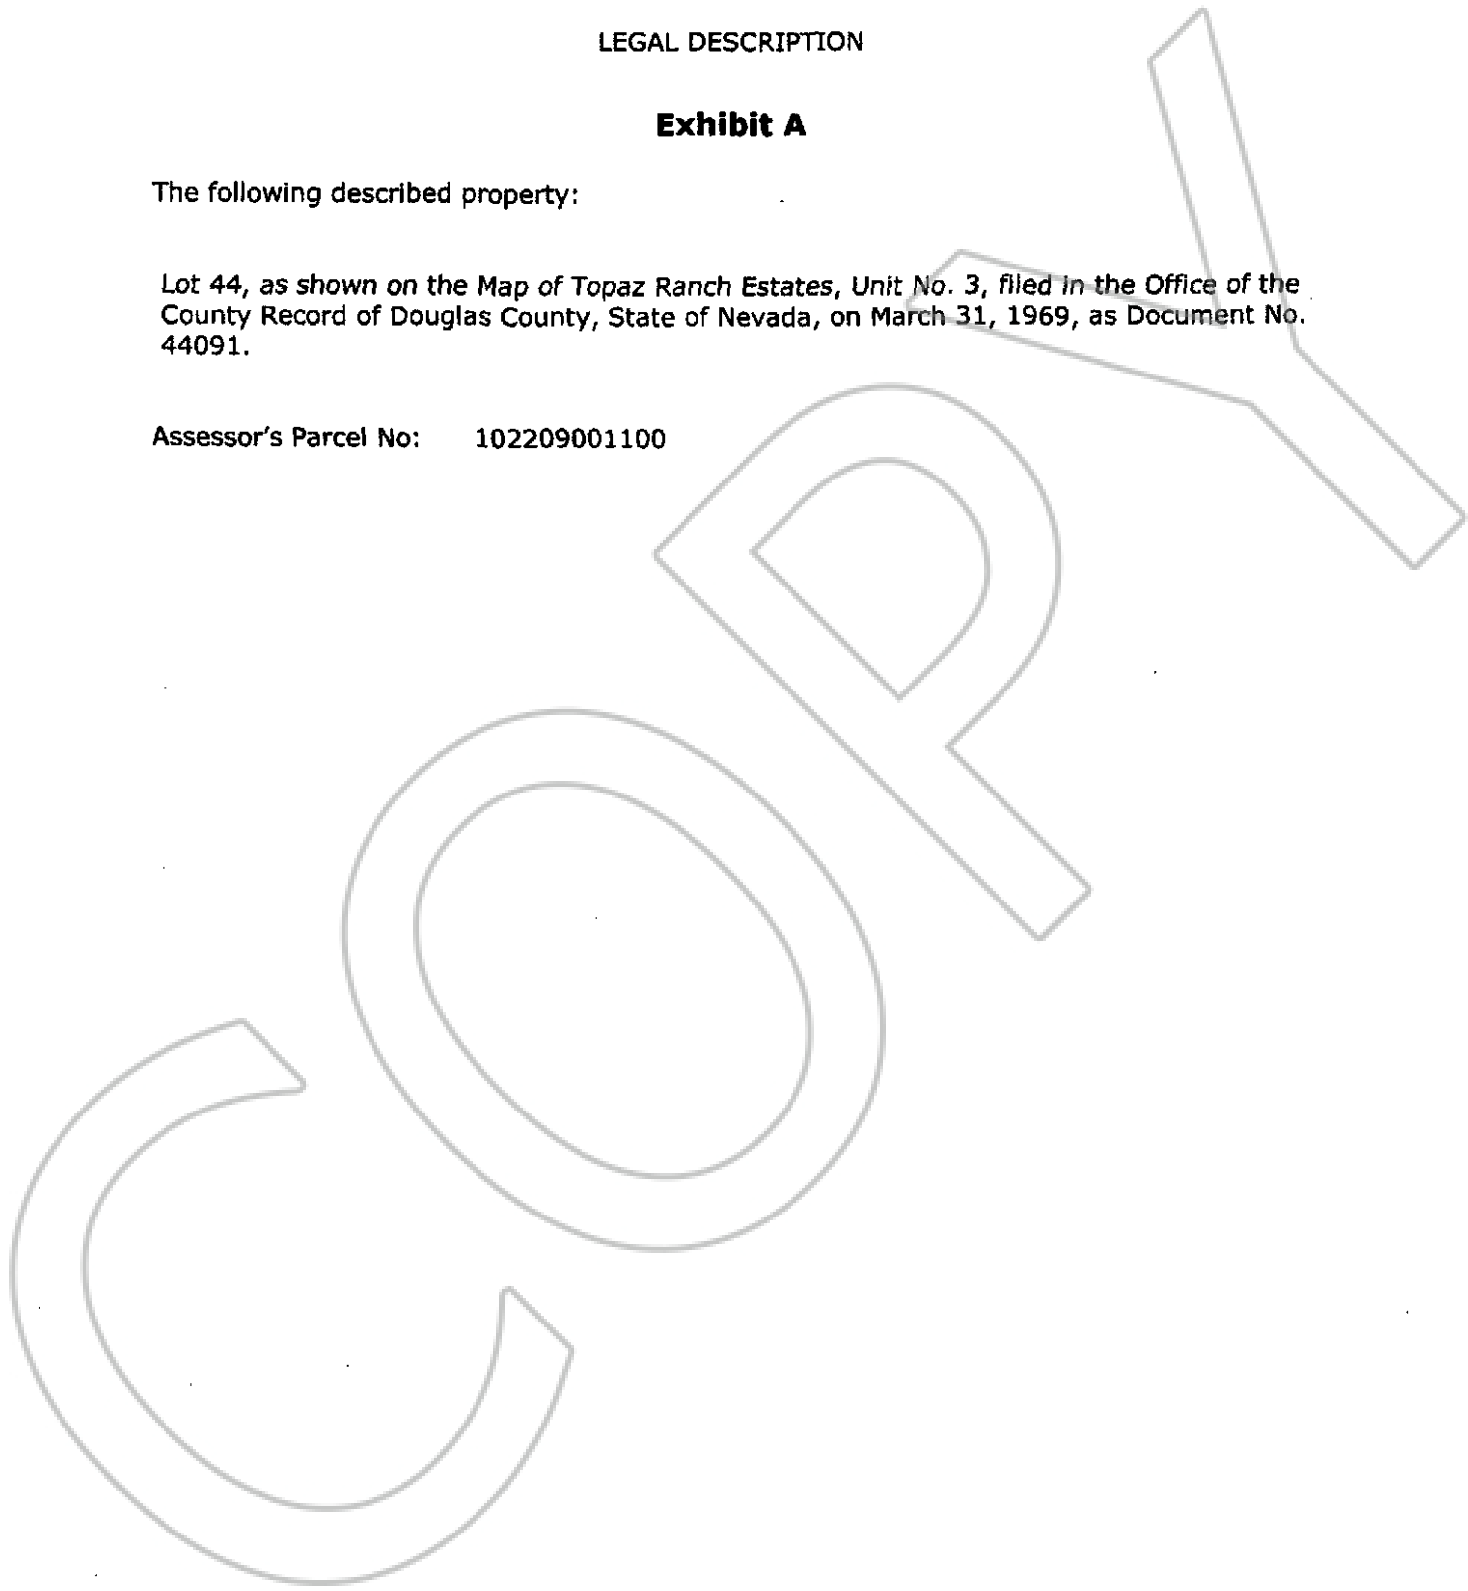 LEGAL DESCRIPTION
Exhibit A
The following described property:
Lot 44, as shown on the Map of Topaz Ranch Estates, Unit No. 3, filed in the Office of the
County Record of Douglas County, State of Nevada, on March 31, 1969, as Document No.
44091.
Assessor's Parcel No: 102209001100
COPY